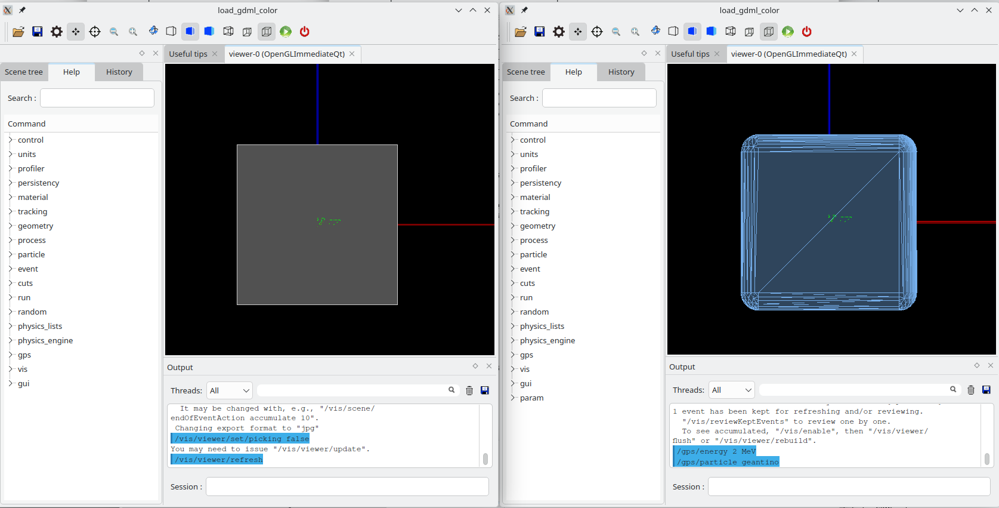 load_gdml_color
Useful tips
viewer-0 (OpenGLImmediateQt)
Scene tree
Help
History
Search :
Command
control
units
profiler
persistency
material
tracking
geometry
process
particle
event
cuts
run
random
physics_lists
physics_engine
gps
vis
gui
Output
Threads: All
It may be changed with, e.g., "/vis/scene/
endOfEventAction accumulate 10".
Changing export format to "jpg"
/vis/viewer/set/picking false
You may need to issue "/vis/viewer/update".
/vis/viewer/refresh
Session :
load_gdml_color
Useful tips
viewer-0 (OpenGLImmediateQt)
Scene tree
Help
History
Search :
Command
control
units
profiler
persistency
material
tracking
geometry
process
particle
event
cuts
run
random
physics_lists
physics_engine
gps
vis
gui
param
Output
Threads: All
1 event has been kept for refreshing and/or reviewing.
"/vis/reviewKeptEvents" to review one by one.
To see accumulated, "/vis/enable", then "/vis/viewer/
flush" or "/vis/viewer/rebuild".
/gps/energy 2 MeV
/gps/particle geantino
Session :